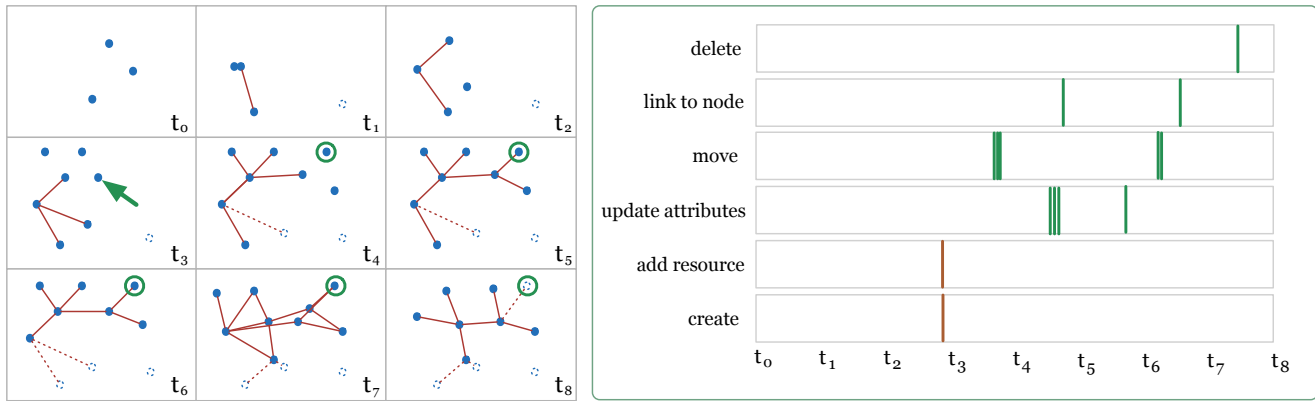 t₀
t₁
t₂
t₃
t₄
t₅
t₆
t₇
t₈
delete
link to node
move
update attributes
add resource
create
t₀ t₁ t₂ t₃ t₄ t₅ t₆ t₇ t₈